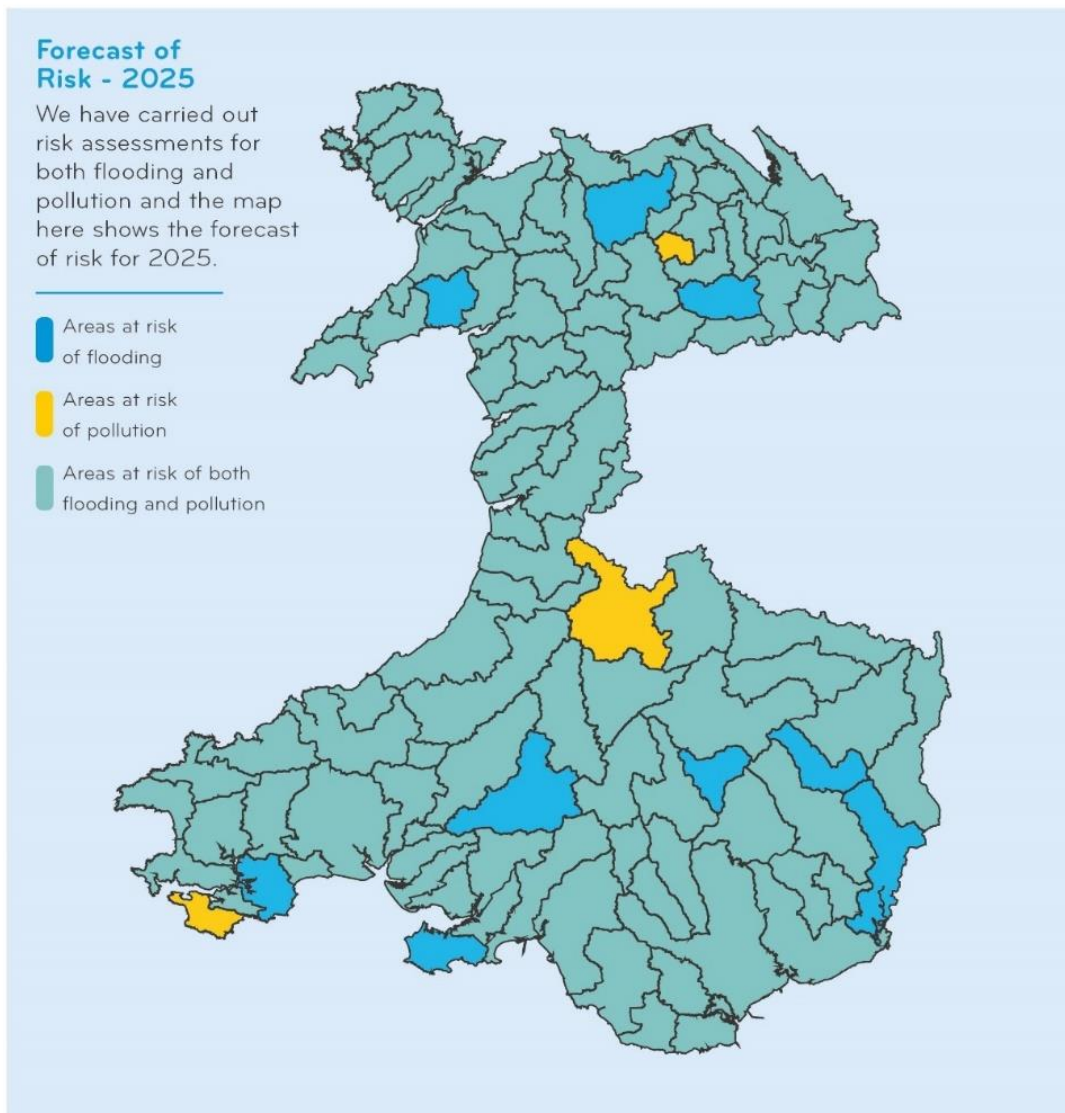 Forecast of
Risk - 2025
We have carried out
risk assessments for
both flooding and
pollution and the map
here shows the forecast
of risk for 2025.
Areas at risk
of flooding
Areas at risk
of pollution
Areas at risk of both
flooding and pollution